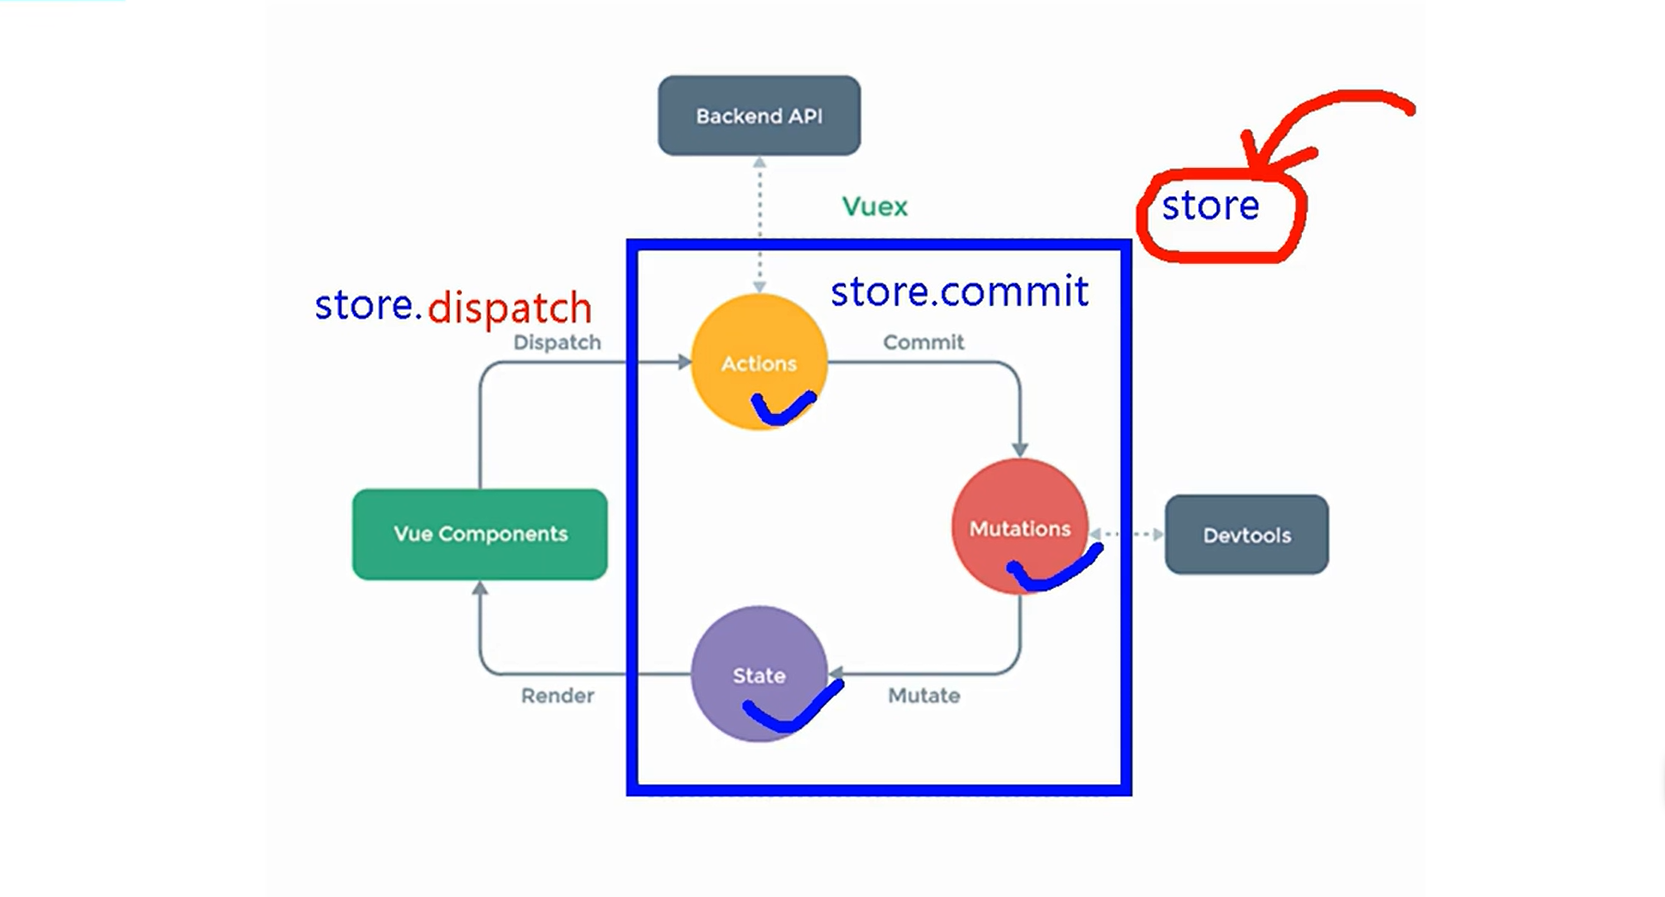 Backend API
Vuex
store
store.dispatch
store.commit
Dispatch
Commit
Actions
Vue Components
Mutations
Devtools
State
Render
Mutate